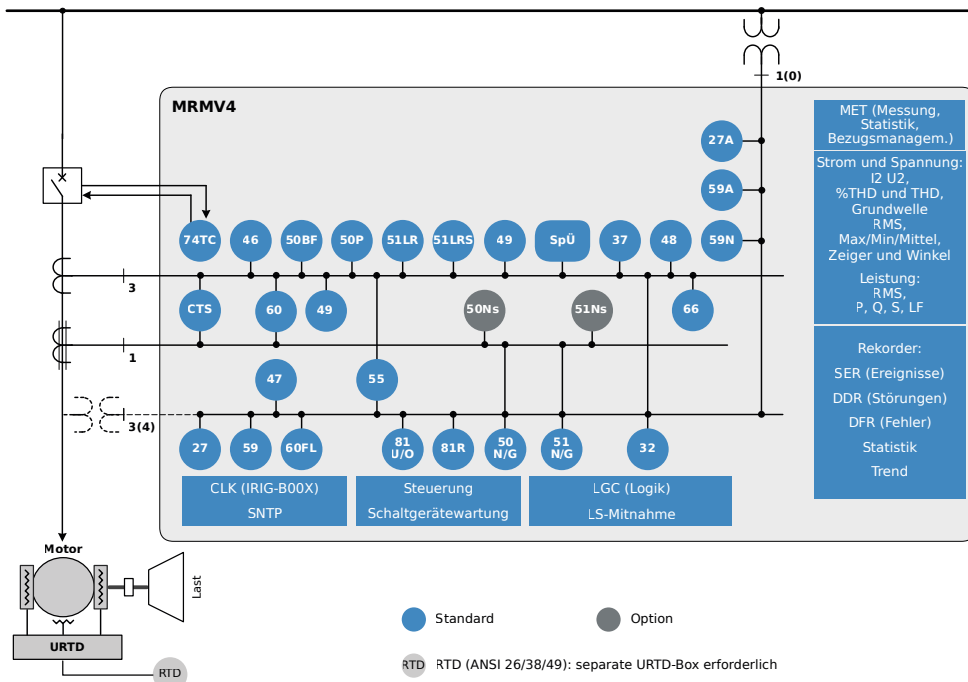 1(0)
MRMV4
MET (Messung,
Statistik,
Bezugsmanagem.)
27A
Strom und Spannung:
I2 U2,
%THD und THD,
Grundwelle
RMS,
Max/Min/Mittel,
Zeiger und Winkel
Leistung:
RMS,
P, Q, S, LF
59A
74TC
46
50BF
50P
51LR
51LRS
49
SpÜ
37
48
59N
3
CTS
60
49
50Ns
51Ns
66
1
Rekorder:
SER (Ereignisse)
DDR (Störungen)
DFR (Fehler)
Statistik
Trend
47
55
3(4)
27
59
60FL
81
U/O
81R
50
N/G
51
N/G
32
CLK (IRIG-B00X)
SNTP
Steuerung
Schaltgerätewartung
LGC (Logik)
LS-Mitnahme
Motor
Last
URTD
RTD
Standard
Option
RTD RTD (ANSI 26/38/49): separate URTD-Box erforderlich